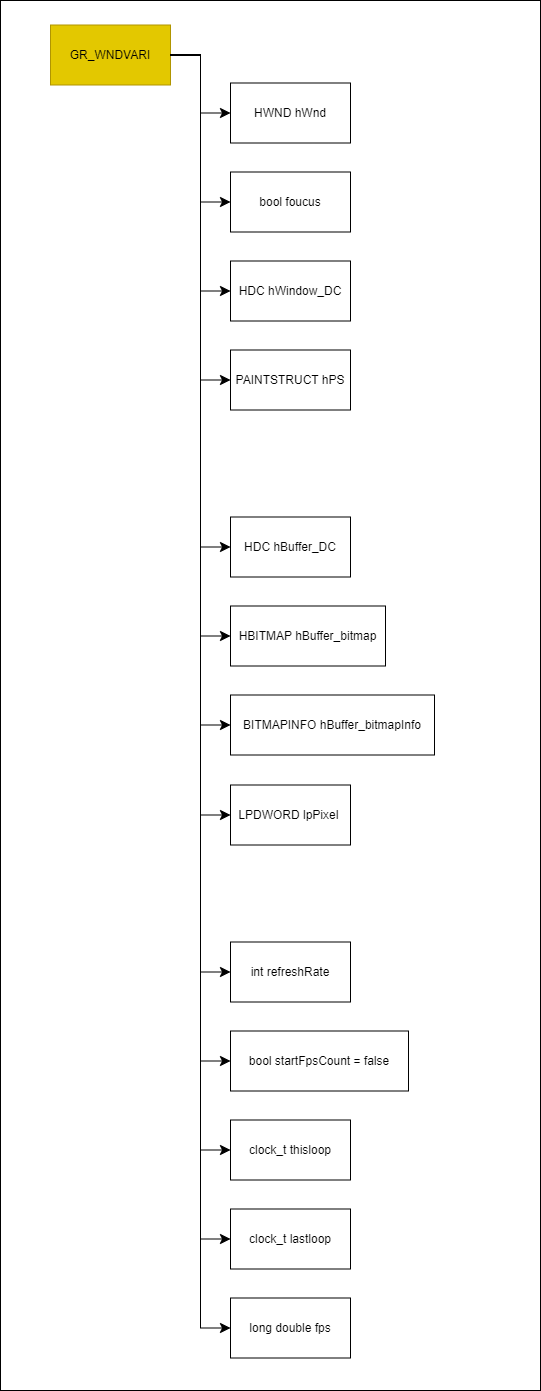 GR_WNDVARI
HWND hWnd
bool foucus
HDC hWindow_DC
PAINTSTRUCT hPS
HDC hBuffer_DC
HBITMAP hBuffer_bitmap
BITMAPINFO hBuffer_bitmapInfo
LPDWORD lpPixel
int refreshRate
bool startFpsCount = false
clock_t thisloop
clock_t lastloop
long double fps